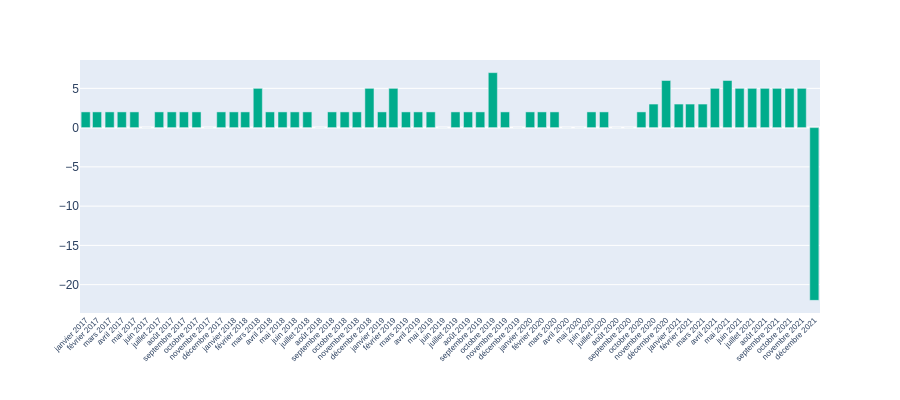 5
0
−5
−10
−15
−20
janvier 2017
février 2017
mars 2017
avril 2017
mai 2017
juin 2017
juillet 2017
août 2017
septembre 2017
octobre 2017
novembre 2017
décembre 2017
janvier 2018
février 2018
mars 2018
avril 2018
mai 2018
juin 2018
juillet 2018
août 2018
septembre 2018
octobre 2018
novembre 2018
décembre 2018
janvier 2019
février 2019
mars 2019
avril 2019
mai 2019
juin 2019
juillet 2019
août 2019
septembre 2019
octobre 2019
novembre 2019
décembre 2019
janvier 2020
février 2020
mars 2020
avril 2020
mai 2020
juin 2020
juillet 2020
août 2020
septembre 2020
octobre 2020
novembre 2020
décembre 2020
janvier 2021
février 2021
mars 2021
avril 2021
mai 2021
juin 2021
juillet 2021
août 2021
septembre 2021
octobre 2021
novembre 2021
décembre 2021